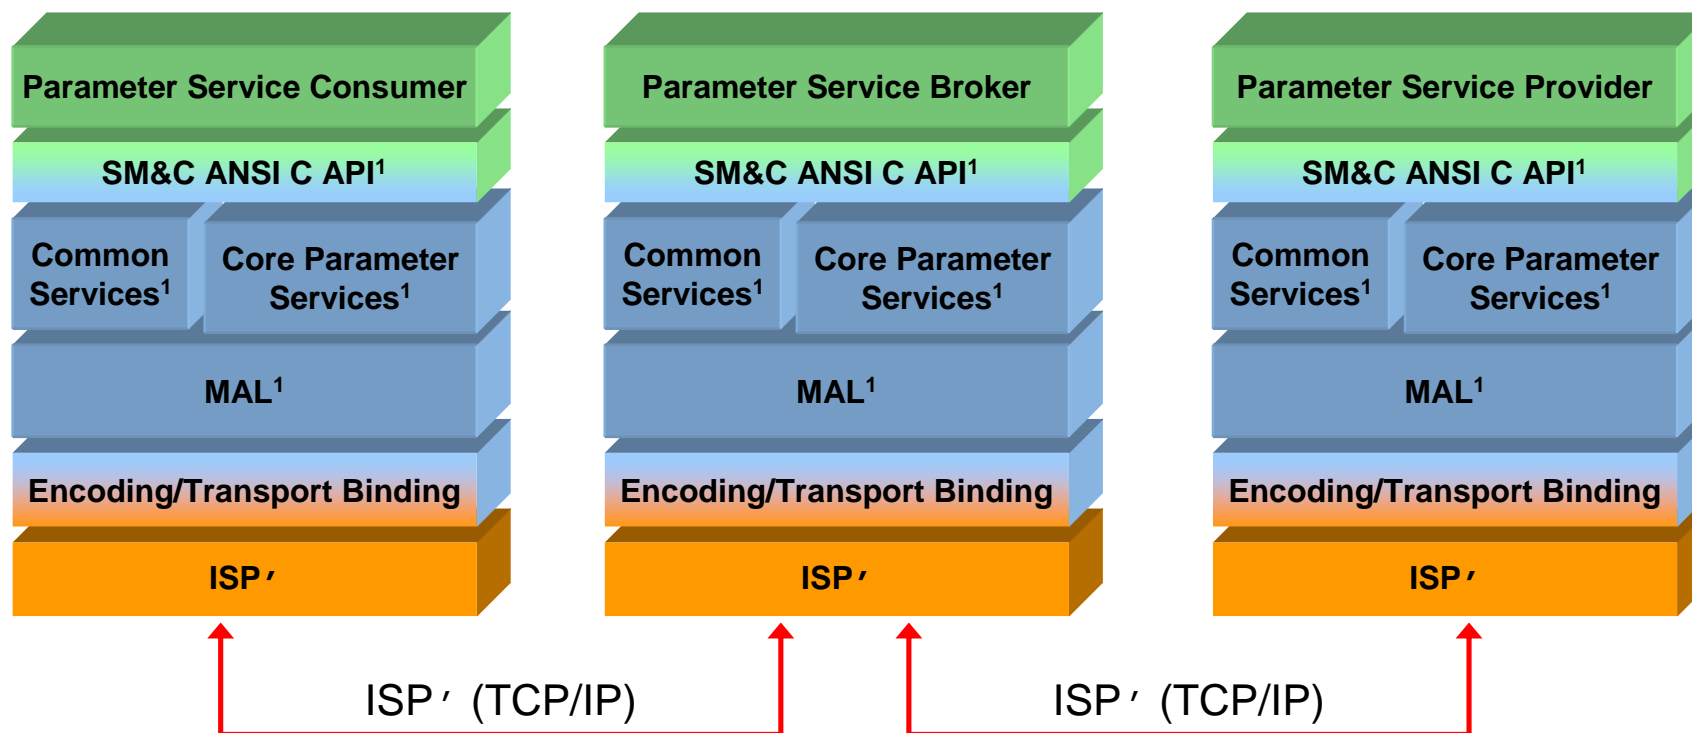 Parameter Service Consumer
SM&C ANSI C API¹
Common
Services¹
Core Parameter
Services¹
MAL¹
Encoding/Transport Binding
ISP′
Parameter Service Broker
SM&C ANSI C API¹
Common
Services¹
Core Parameter
Services¹
MAL¹
Encoding/Transport Binding
ISP′
Parameter Service Provider
SM&C ANSI C API¹
Common
Services¹
Core Parameter
Services¹
MAL¹
Encoding/Transport Binding
ISP′
ISP′ (TCP/IP)
ISP′ (TCP/IP)